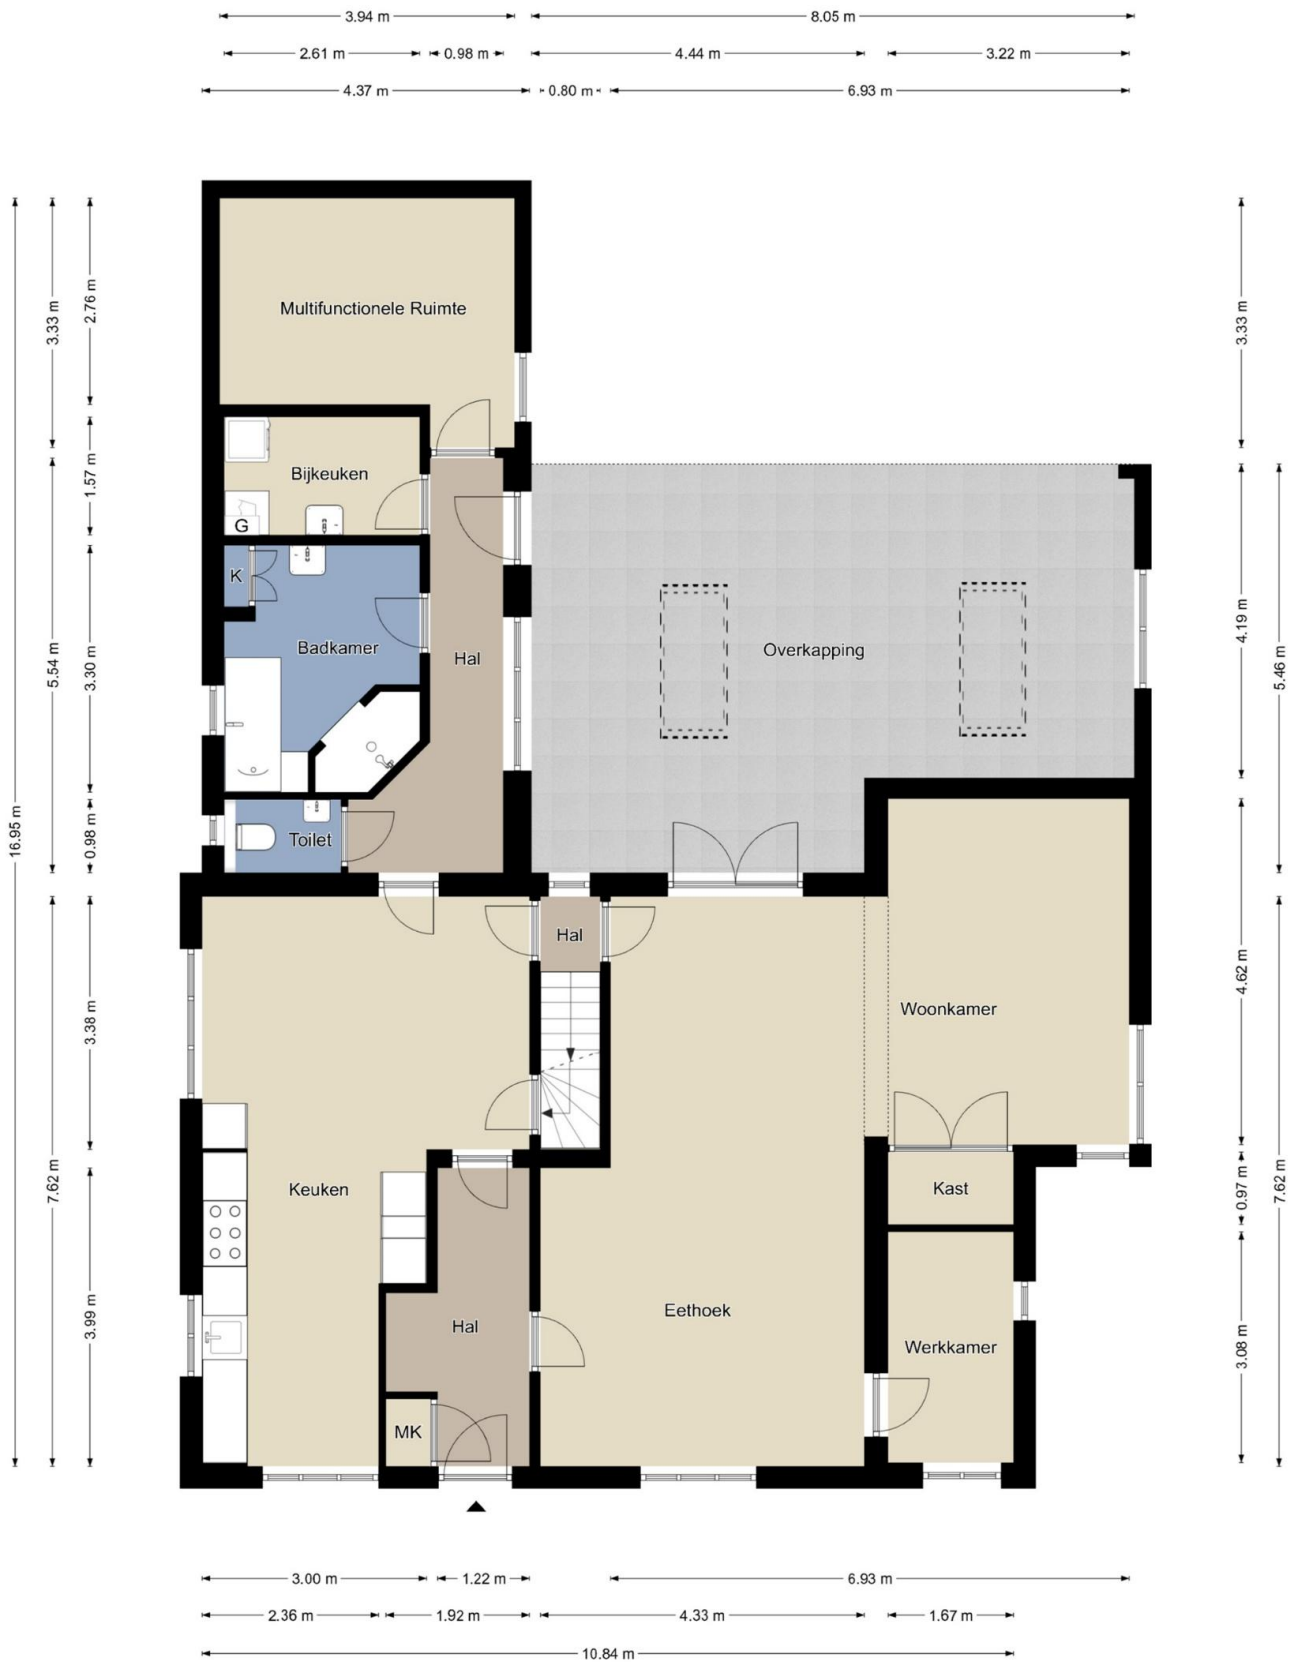 3.94 m
8.05 m
2.61 m
0.98 m
4.44 m
3.22 m
4.37 m
0.80 m
6.93 m
16.95 m
3.33 m
5.54 m
7.62 m
2.76 m
1.57 m
3.30 m
0.98 m
3.38 m
3.99 m
Multifunctionele Ruimte
Bijkeuken
G
K
Badkamer
Hal
Overkapping
Toilet
Hal
Woonkamer
Keuken
Kast
Eethoek
Hal
Werkkamer
MK
3.33 m
4.19 m
4.62 m
0.97 m
3.08 m
5.46 m
7.62 m
3.00 m
1.22 m
6.93 m
2.36 m
1.92 m
4.33 m
1.67 m
10.84 m